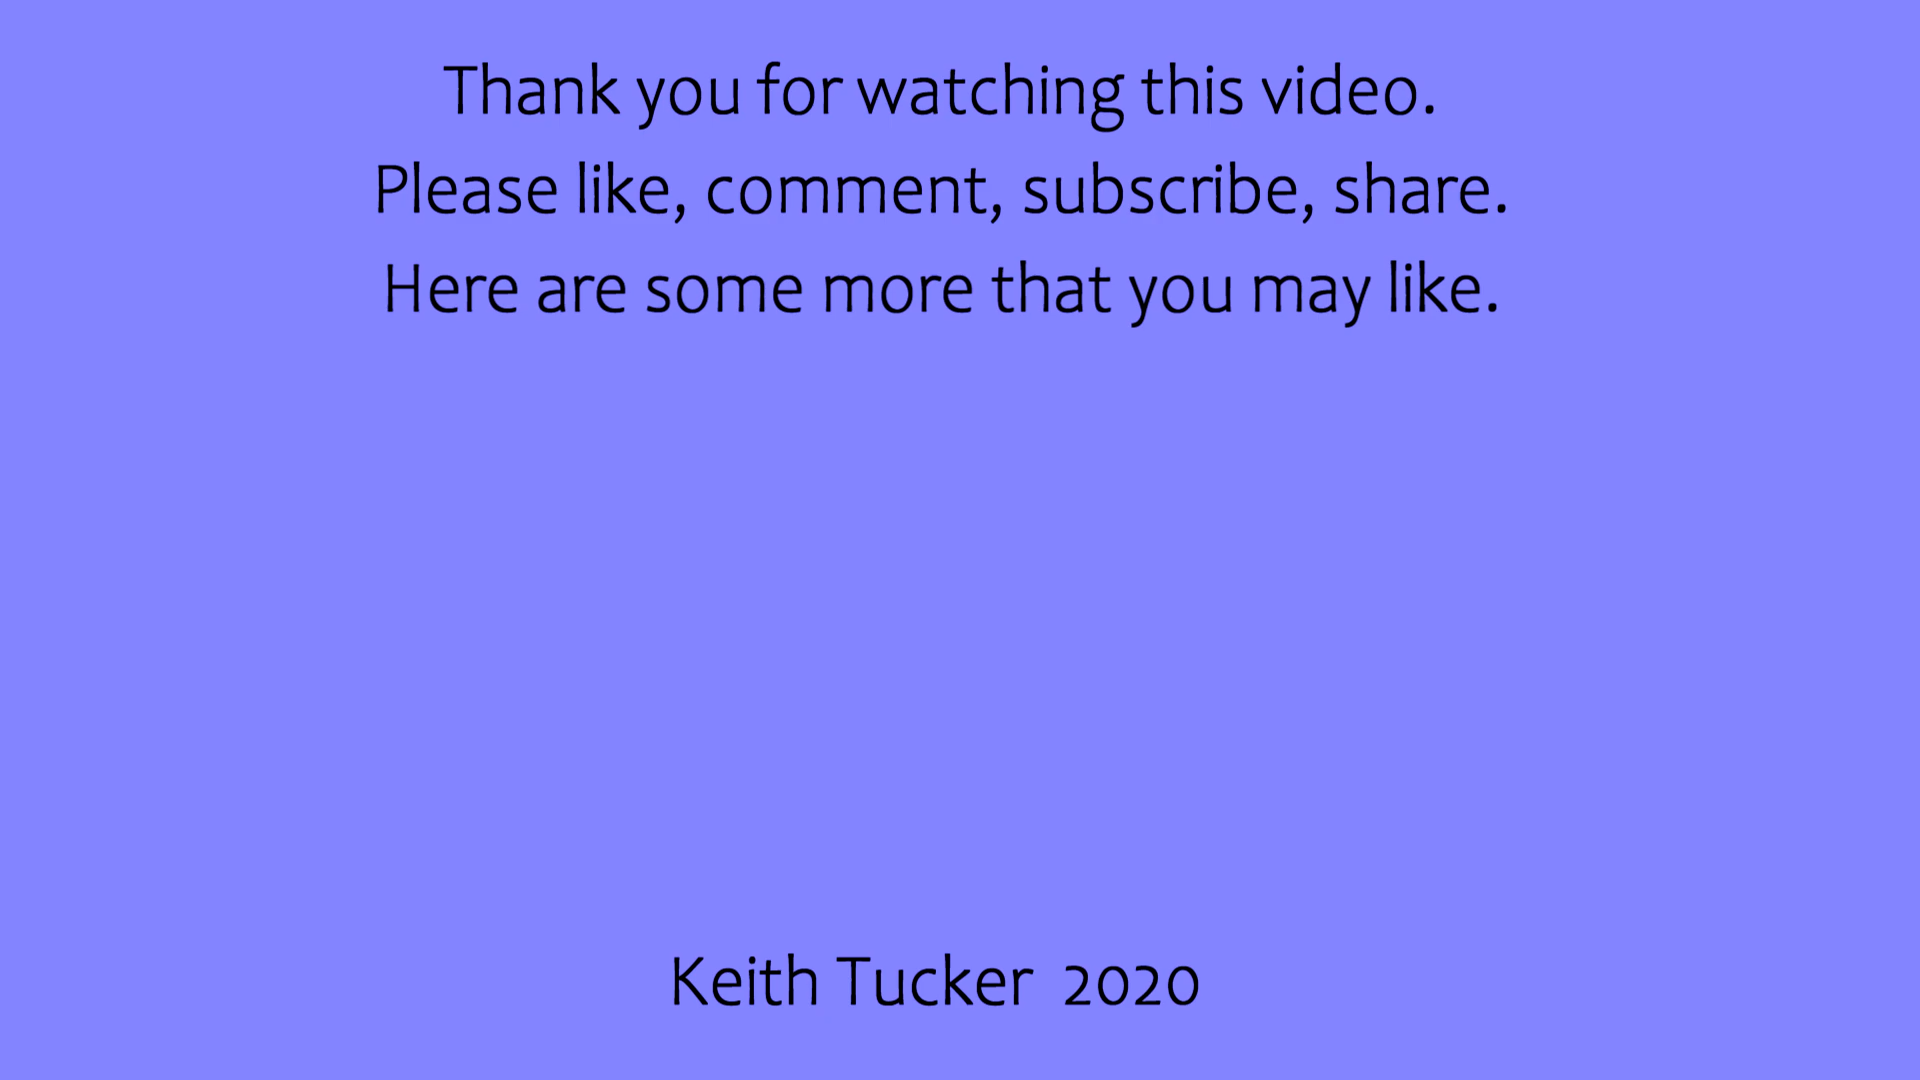 Thank you for watching this video.
Please like, comment, subscribe, share.
Here are some more that you may like.
Keith Tucker  2020